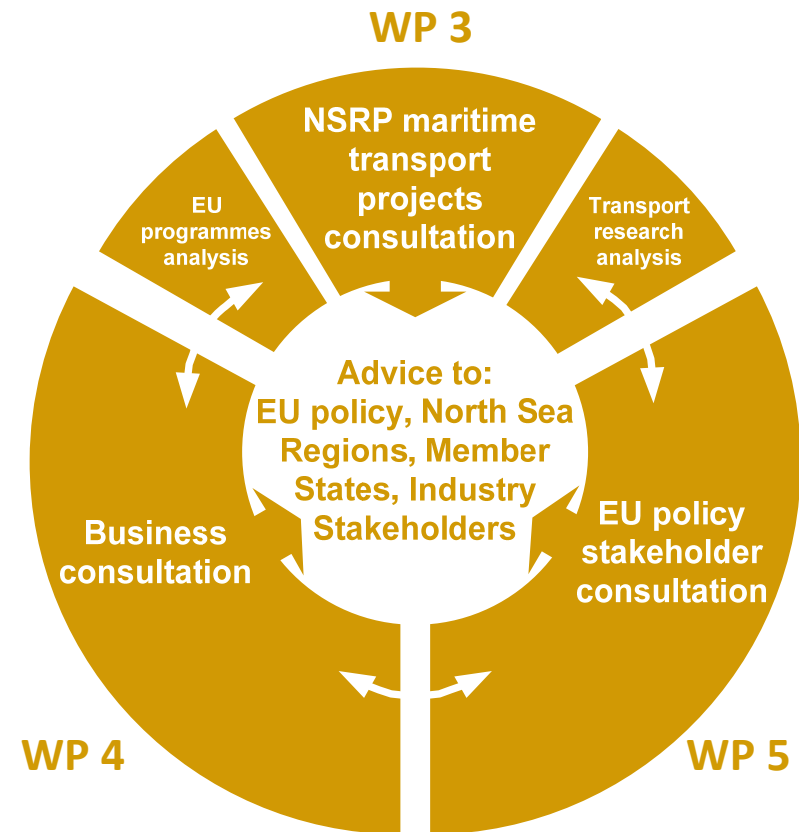 WP 3
NSRP maritime
transport
projects
consultation
EU
programmes
analysis
Transport
research
analysis
Advice to:
EU policy, North Sea
Regions, Member
States, Industry
Stakeholders
Business
consultation
EU policy
stakeholder
consultation
WP 4
WP 5